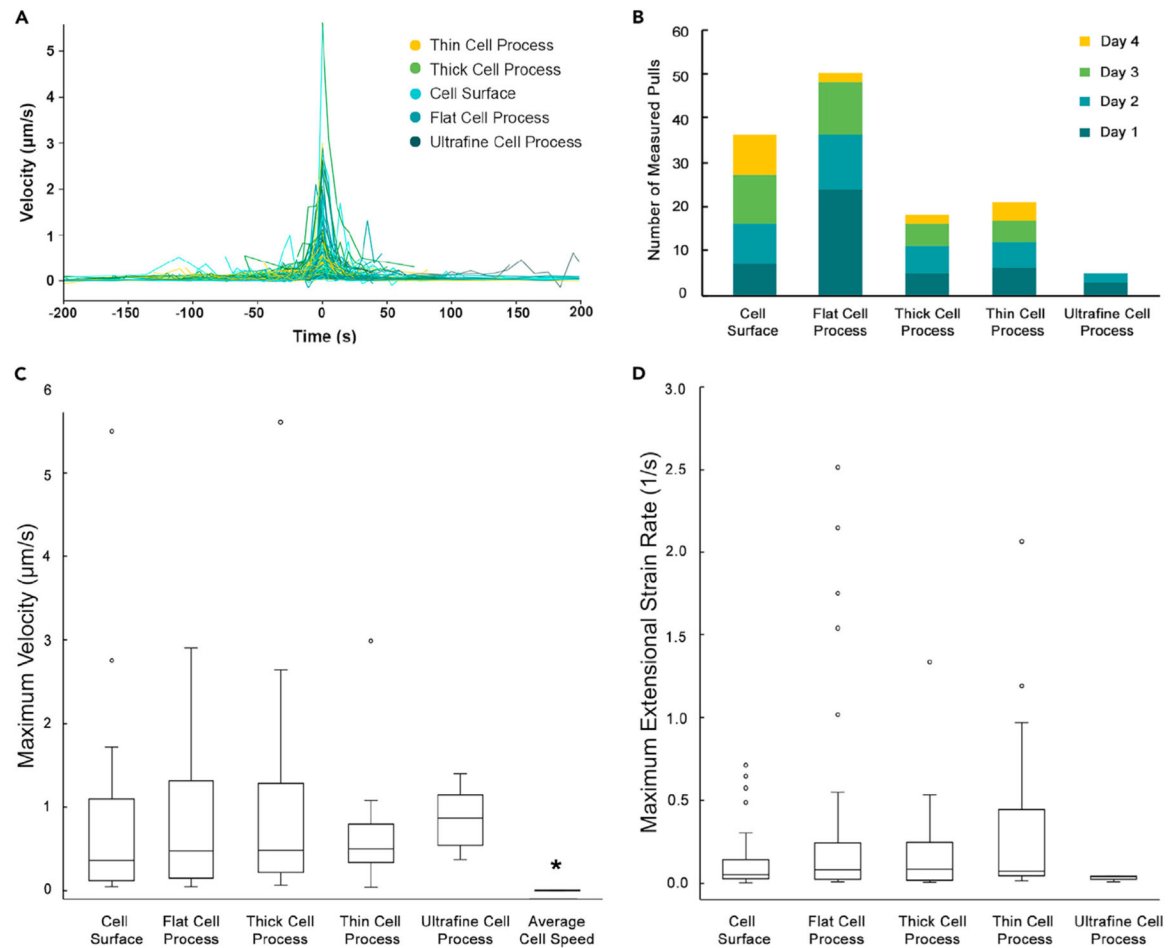 A
Velocity (µm/s)
5
4
3
2
1
0
-200 -150 -100 -50 0 50 100 150 200
Time (s)
Thin Cell Process
Thick Cell Process
Cell Surface
Flat Cell Process
Ultrafine Cell Process
B
Number of Measured Pulls
60
50
40
30
20
10
0
Day 4
Day 3
Day 2
Day 1
Cell Flat Cell Thick Cell Thin Cell Ultrafine Cell
Surface Process Process Process Process
C
Maximum Velocity (µm/s)
6
5
4
3
2
1
0
*
Cell Flat Cell Thick Cell Thin Cell Ultrafine Cell Average
Surface Process Process Process Process Cell Speed
D
Maximum Extensional Strain Rate (1/s)
3.0
2.5
2.0
1.5
1.0
0.5
0.0
Cell Flat Cell Thick Cell Thin Cell Ultrafine Cell
Surface Process Process Process Process